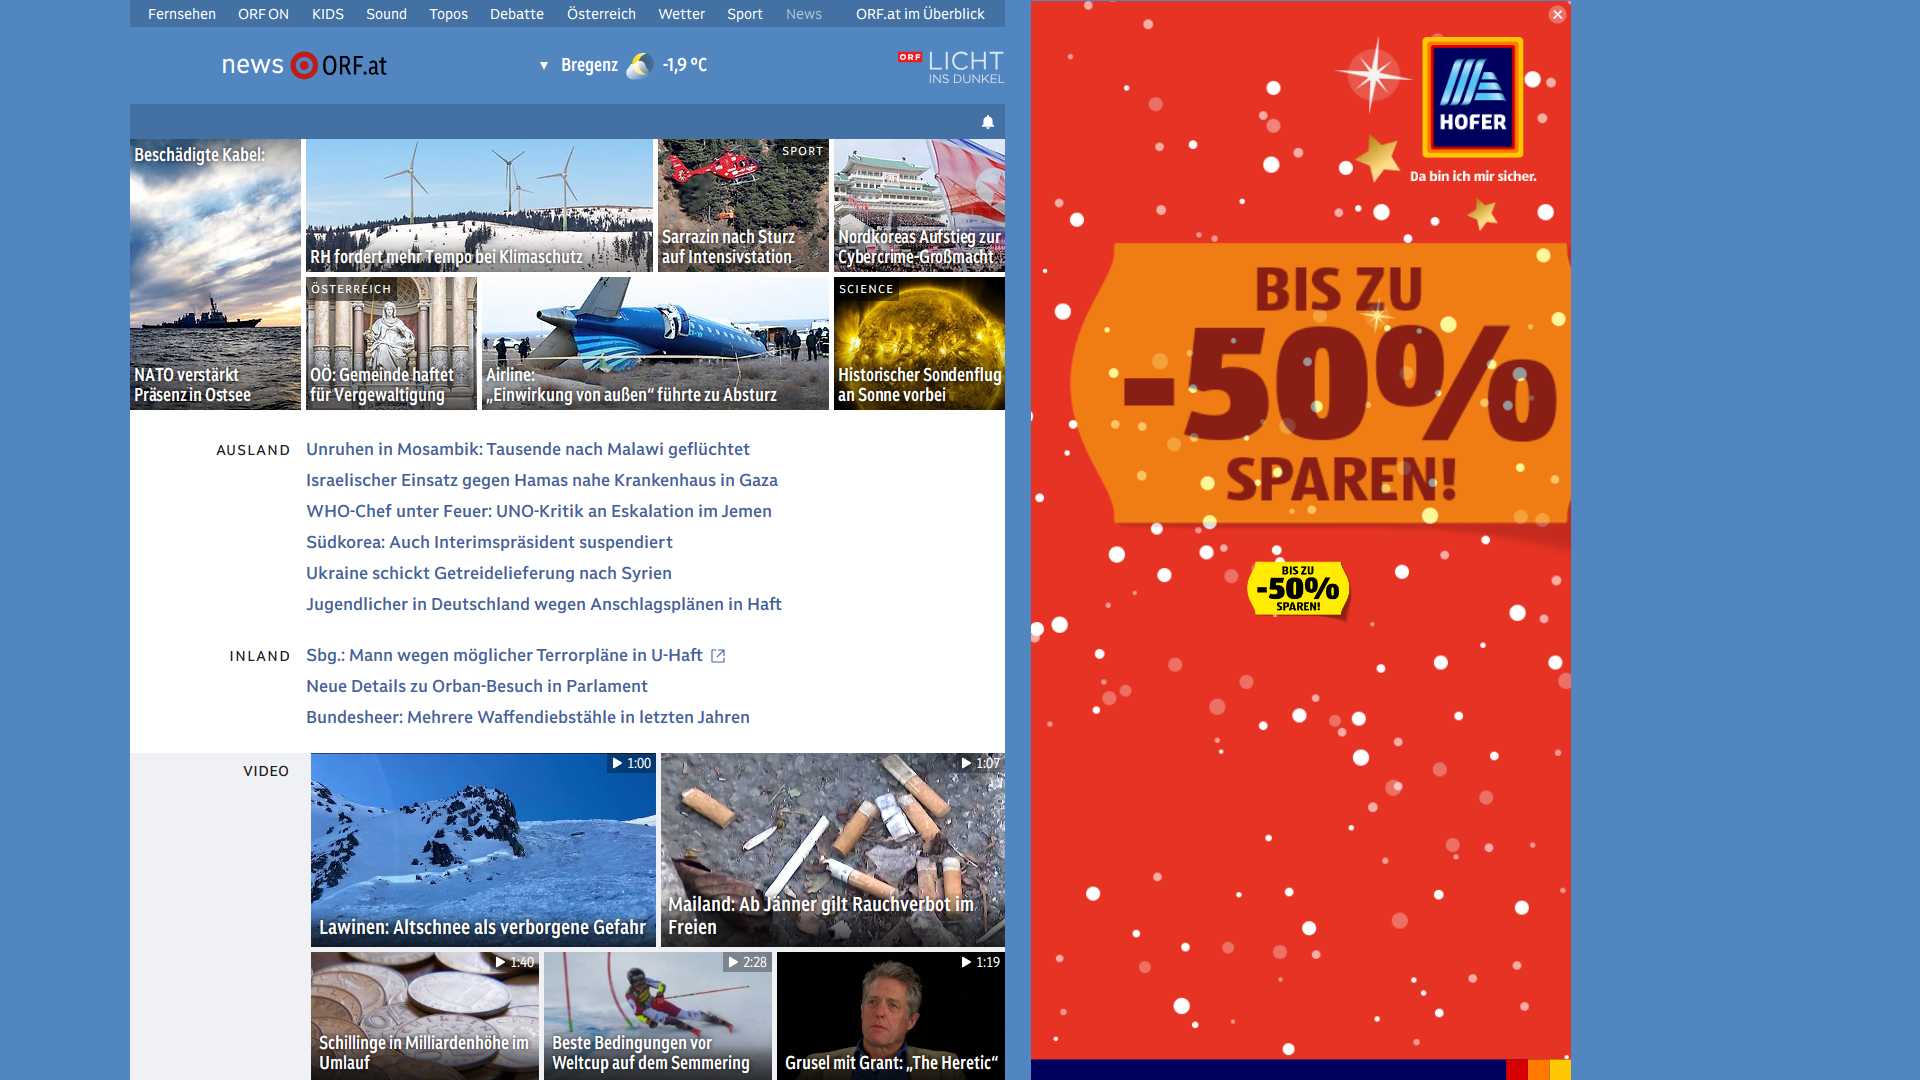 Fernsehen ORF ON KIDS Sound Topos Debatte Österreich Wetter Sport News ORF.at im Überblick
news ORF.at
Bregenz -1,9 ºC
ORF LICHT
INS DUNKEL
Beschädigte Kabel:
NATO verstärkt
Präsenz in Ostsee
RH fordert mehr Tempo bei Klimaschutz
SPORT
Sarrazin nach Sturz
auf Intensivstation
Nordkoreas Aufstieg zur
Cybercrime-Großmacht
ÖSTERREICH
OÖ: Gemeinde haftet
für Vergewaltigung
Airline:
„Einwirkung von außen“ führte zu Absturz
SCIENCE
Historischer Sondenflug
an Sonne vorbei
AUSLAND
Unruhen in Mosambik: Tausende nach Malawi geflüchtet
Israelischer Einsatz gegen Hamas nahe Krankenhaus in Gaza
WHO-Chef unter Feuer: UNO-Kritik an Eskalation im Jemen
Südkorea: Auch Interimspräsident suspendiert
Ukraine schickt Getreidelieferung nach Syrien
Jugendlicher in Deutschland wegen Anschlagsplänen in Haft
INLAND
Sbg.: Mann wegen möglicher Terrorpläne in U-Haft
Neue Details zu Orban-Besuch in Parlament
Bundesheer: Mehrere Waffendiebstähle in letzten Jahren
VIDEO
1:00
Lawinen: Altschnee als verborgene Gefahr
1:07
Mailand: Ab Jänner gilt Rauchverbot im
Freien
1:40
Schillinge in Milliardenhöhe im
Umlauf
2:28
Beste Bedingungen vor
Weltcup auf dem Semmering
1:19
Grusel mit Grant: „The Heretic“
HOFER
Da bin ich mir sicher.
BIS ZU
-50%
SPAREN!
BIS ZU
-50%
SPAREN!